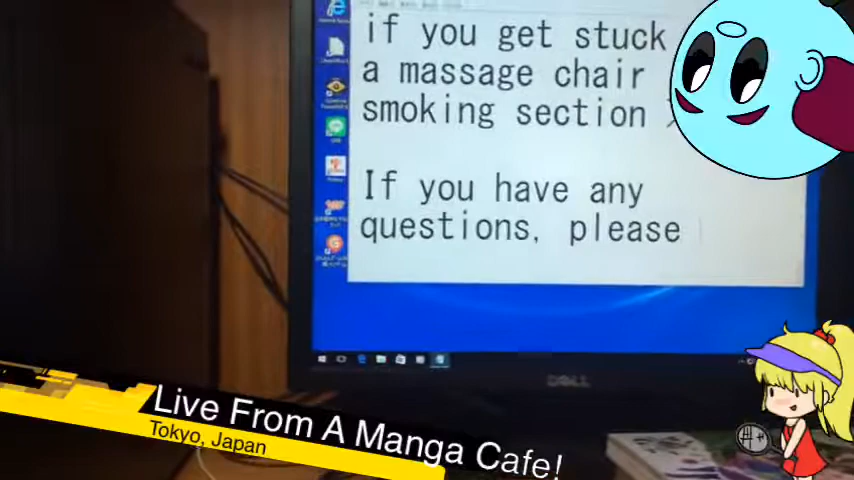 if you get stuck
a massage chair
smoking section
If you have any
questions, please
DELL
Live From A Manga Cafe!
Tokyo, Japan